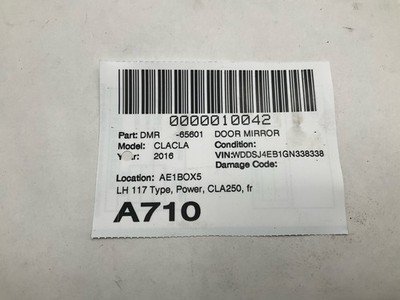 0000010042
Part: DMR -65601 DOOR MIRROR
Model: CLACLA Condition:
Year: 2016 VIN:WDDSJ4EB1GN338338
Damage Code:
Location: AE1BOX5
LH 117 Type, Power, CLA250, fr
A710